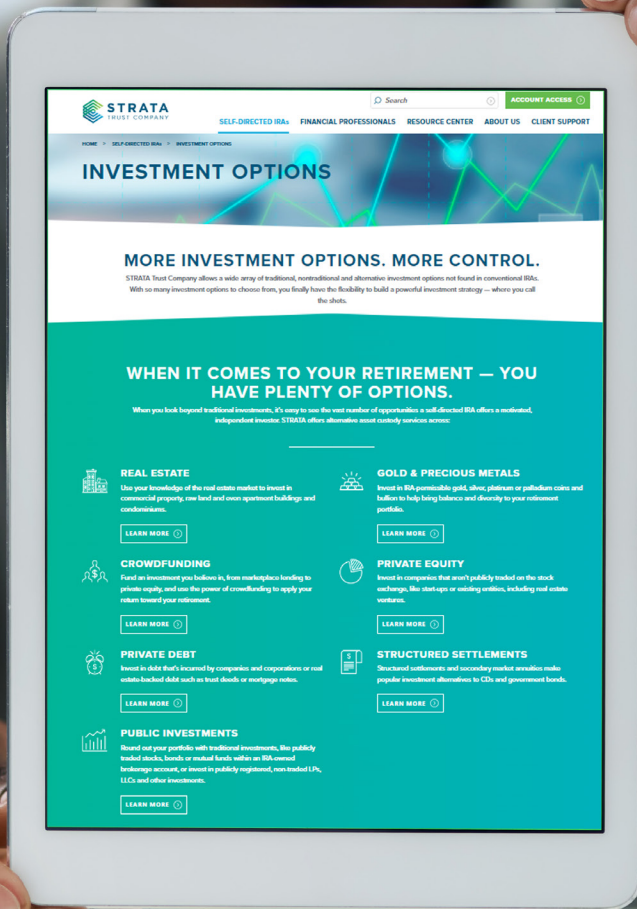 STRATA
TRUST COMPANY
Search
ACCOUNT ACCESS
SELF-DIRECTED IRAs FINANCIAL PROFESSIONALS RESOURCE CENTER ABOUT US CLIENT SUPPORT
HOME > SELF-DIRECTED IRAs > INVESTMENT OPTIONS
INVESTMENT OPTIONS
MORE INVESTMENT OPTIONS. MORE CONTROL.
STRATA Trust Company allows a wide array of traditional, nontraditional and alternative investment options not found in conventional IRAs.
With so many investment options to choose from, you finally have the flexibility to build a powerful investment strategy — where you call
the shots.
WHEN IT COMES TO YOUR RETIREMENT — YOU
HAVE PLENTY OF OPTIONS.
When you look beyond traditional investments, it's easy to see the vast number of opportunities a self-directed IRA offers a motivated,
independent investor. STRATA offers alternative asset custody services across:
REAL ESTATE
Use your knowledge of the real estate market to invest in
commercial property, raw land and even apartment buildings and
condominiums.
LEARN MORE
GOLD & PRECIOUS METALS
Invest in IRA-permissible gold, silver, platinum or palladium coins and
bullion to help bring balance and diversity to your retirement
portfolio.
LEARN MORE
CROWDFUNDING
Fund an investment you believe in, from marketplace lending to
private equity, and use the power of crowdfunding to apply your
return toward your retirement.
LEARN MORE
PRIVATE EQUITY
Invest in companies that aren't publicly traded on the stock
exchange, like start-ups or existing entities, including real estate
ventures.
LEARN MORE
PRIVATE DEBT
Invest in debt that's incurred by companies and corporations or real
estate-backed debt such as trust deeds or mortgage notes.
LEARN MORE
STRUCTURED SETTLEMENTS
Structured settlements and secondary market annuities make
popular investment alternatives to CDs and government bonds.
LEARN MORE
PUBLIC INVESTMENTS
Round out your portfolio with traditional investments, like publicly
traded stocks, bonds or mutual funds within an IRA-owned
brokerage account, or invest in publicly registered, non-traded LPs,
LLCs and other investments.
LEARN MORE